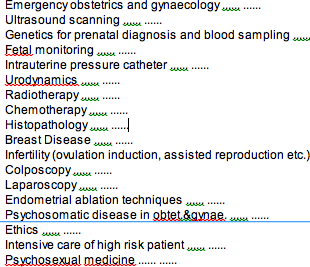 Emergency obstetrics and gynaecology ...... ......
Ultrasound scanning ...... ......
Genetics for prenatal diagnosis and blood sampling ...... ....
Fetal monitoring ...... ......
Intrauterine pressure catheter ...... ......
Urodynamics ...... ......
Radiotherapy ...... ......
Chemotherapy ...... ......
Histopathology ...... ......
Breast Disease ...... ......
Infertility (ovulation induction, assisted reproduction etc.)
Colposcopy ...... ......
Laparoscopy ...... ......
Endometrial ablation techniques ...... ......
Psychosomatic disease in obtet.&gynae. ...... ......
Ethics ...... ......
Intensive care of high risk patient ...... ......
Psychosexual medicine ...... ......